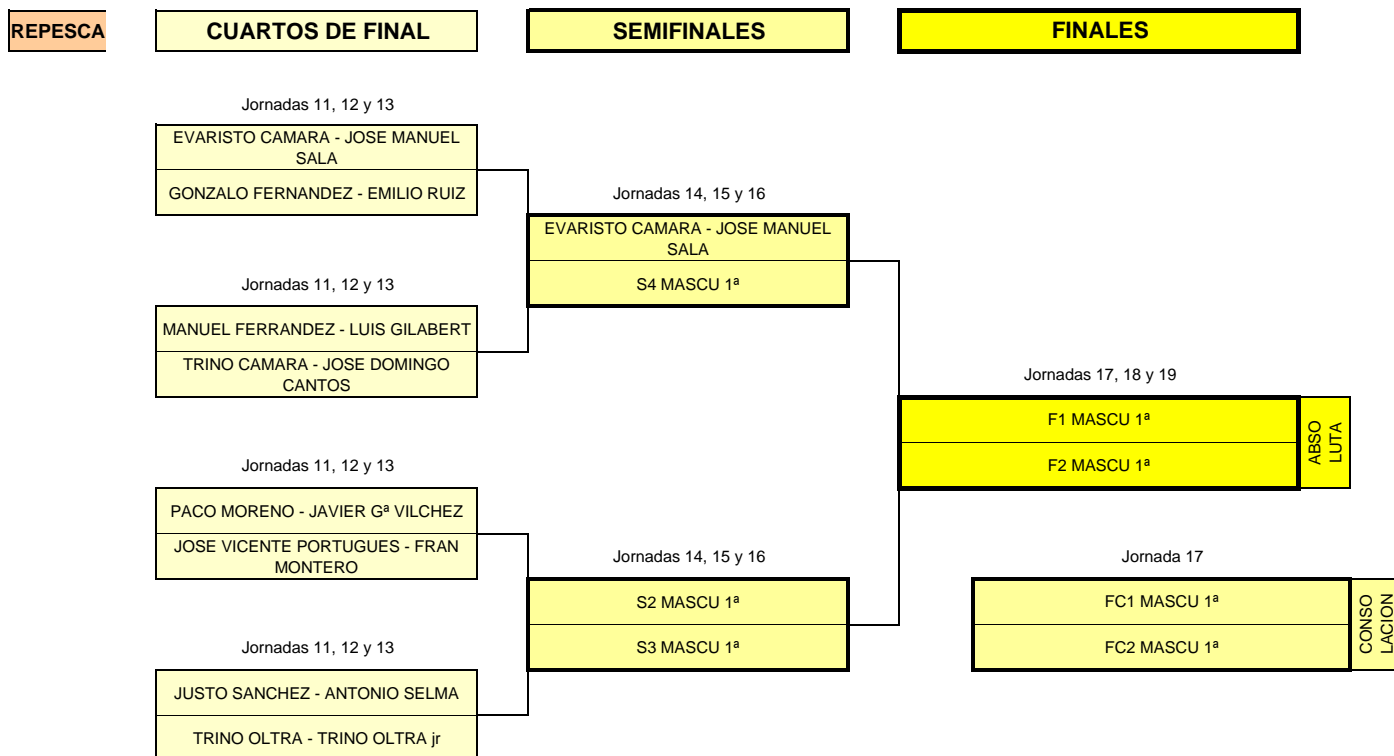 REPESCA
CUARTOS DE FINAL
SEMIFINALES
FINALES
Jornadas 11, 12 y 13
EVARISTO CAMARA - JOSE MANUEL
SALA
GONZALO FERNANDEZ - EMILIO RUIZ
Jornadas 14, 15 y 16
EVARISTO CAMARA - JOSE MANUEL
SALA
S4 MASCU 1ª
Jornadas 11, 12 y 13
MANUEL FERRANDEZ - LUIS GILABERT
TRINO CAMARA - JOSE DOMINGO
CANTOS
Jornadas 17, 18 y 19
F1 MASCU 1ª
F2 MASCU 1ª
ABSO
LUTA
Jornadas 11, 12 y 13
PACO MORENO - JAVIER Gª VILCHEZ
JOSE VICENTE PORTUGUES - FRAN
MONTERO
Jornadas 14, 15 y 16
S2 MASCU 1ª
S3 MASCU 1ª
Jornada 17
FC1 MASCU 1ª
FC2 MASCU 1ª
CONSO
LACION
Jornadas 11, 12 y 13
JUSTO SANCHEZ - ANTONIO SELMA
TRINO OLTRA - TRINO OLTRA jr